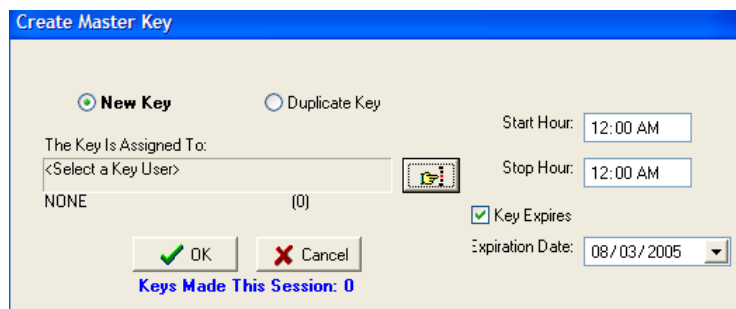 Create Master Key
New Key
Duplicate Key
The Key Is Assigned To:
<Select a Key User>
NONE (0)
OK
Cancel
Keys Made This Session: 0
Start Hour: 12:00 AM
Stop Hour: 12:00 AM
Key Expires
Expiration Date: 08/03/2005